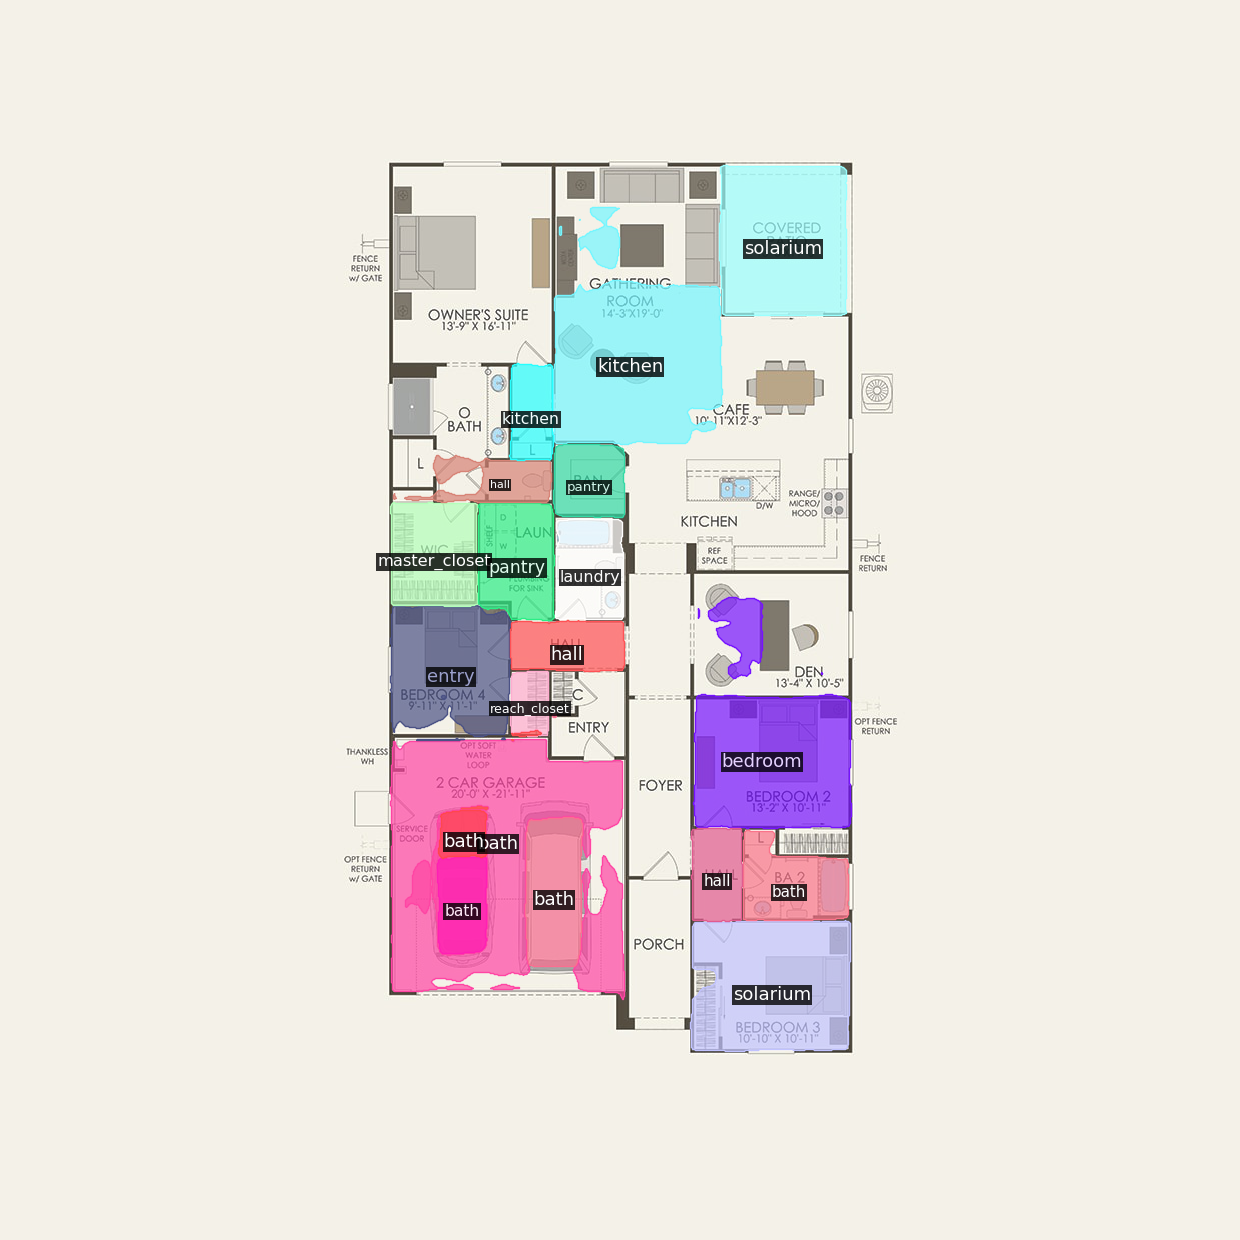 COVERED
solarium
FENCE
RETURN
w/ GATE
GATHERING
ROOM
14'-3"X19'-0"
OWNER'S SUITE
13'-9" X 16'-11"
kitchen
O
BATH
kitchen
L
CAFE
10'-11"X12'-3"
L
hall
pantry
RANGE/
MICRO/
HOOD
D/W
KITCHEN
REF
SPACE
FENCE
RETURN
D
W
SHELF
LAUN
WIC
master_closet
pantry
laundry
FOR SINK
HALL
hall
entry
BEDROOM 4
9'-11" X 11'-1"
reach_closet
C
ENTRY
DEN
13'-4" X 10'-5"
OPT FENCE
RETURN
THANKLESS
WH
OPT SOFT
WATER
LOOP
2 CAR GARAGE
20'-0" X -21'-11"
FOYER
bedroom
BEDROOM 2
13'-2" X 10'-11"
SERVICE
DOOR
bath
bath
OPT FENCE
RETURN
w/ GATE
bath
bath
L
hall
BA 2
bath
PORCH
solarium
BEDROOM 3
10'-10" X 10'-11"